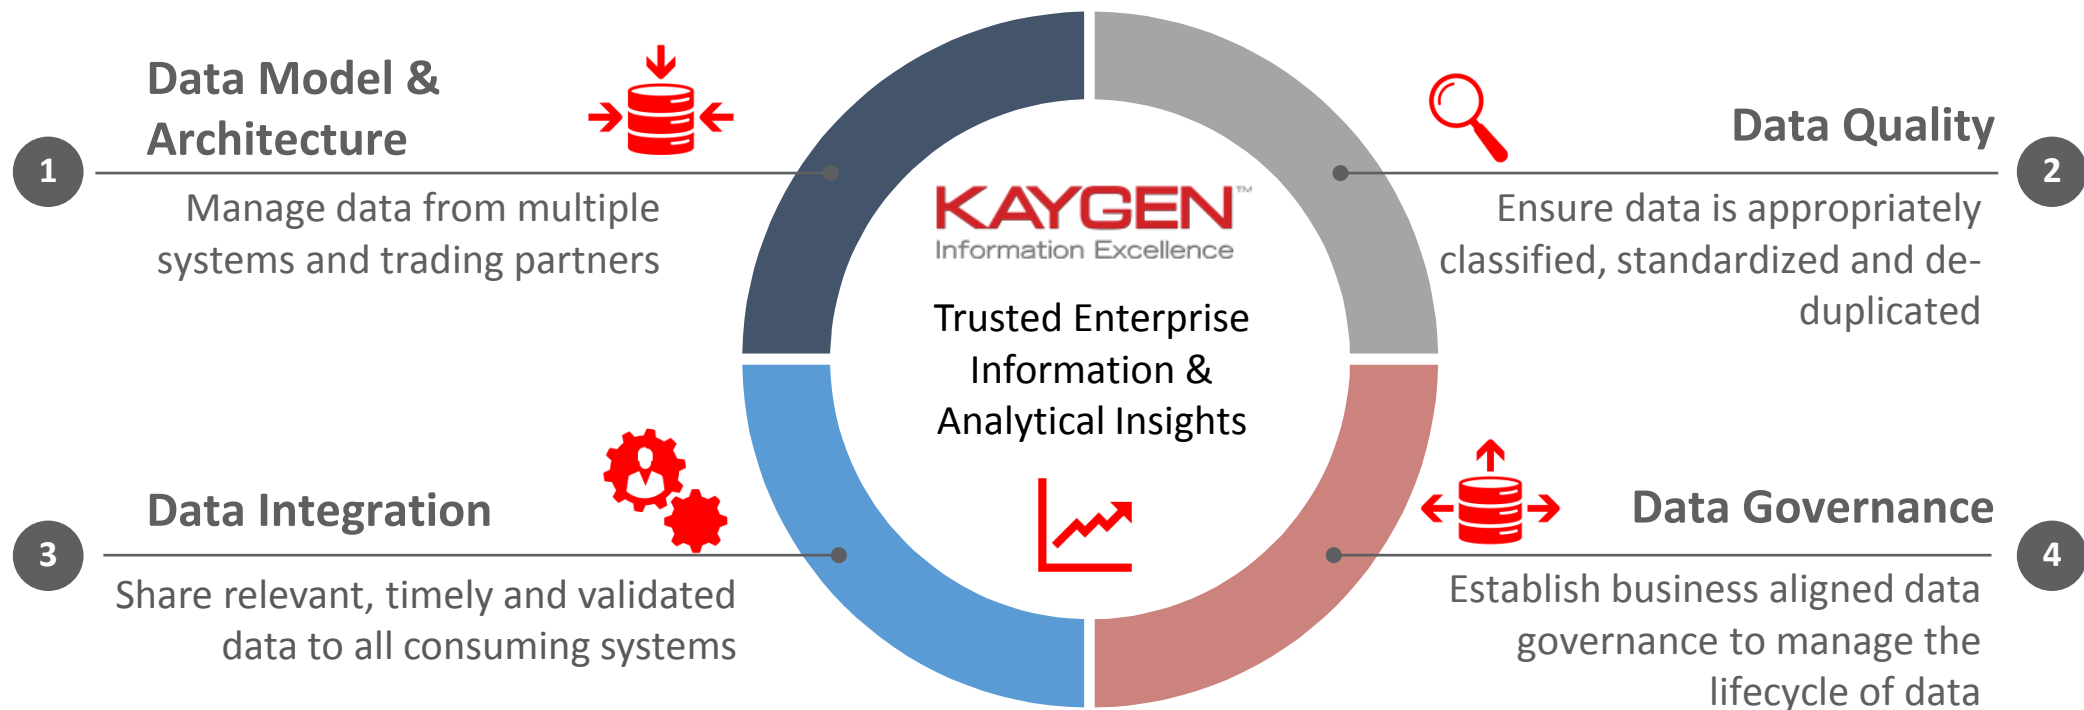 1
Data Model &
Architecture
Manage data from multiple
systems and trading partners
2
Data Quality
Ensure data is appropriately
classified, standardized and de-
duplicated
KAYGEN™
Information Excellence
Trusted Enterprise
Information &
Analytical Insights
3
Data Integration
Share relevant, timely and validated
data to all consuming systems
4
Data Governance
Establish business aligned data
governance to manage the
lifecycle of data